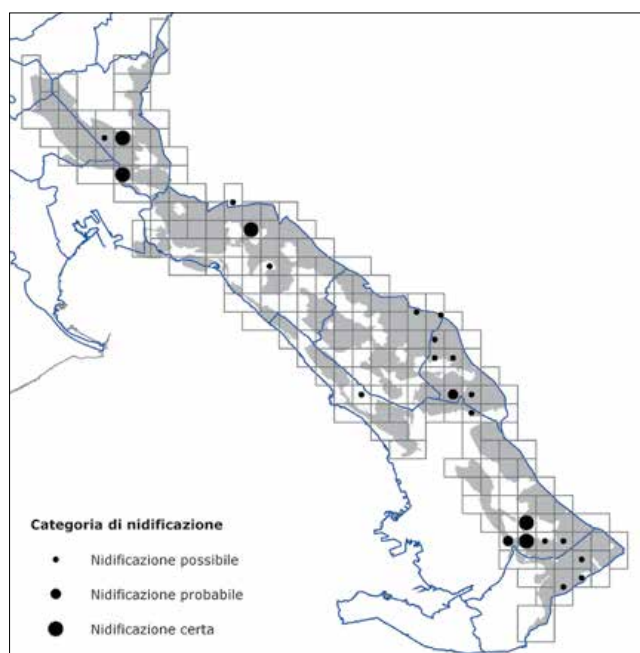 Categoria di nidificazione
Nidificazione possibile
Nidificazione probabile
Nidificazione certa